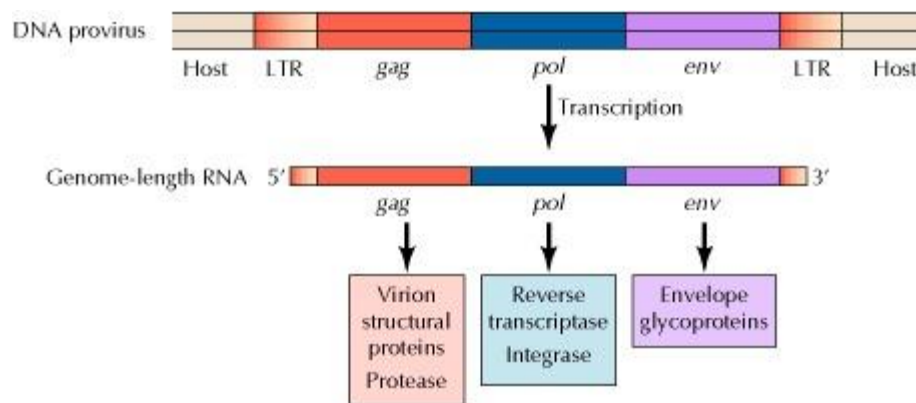 DNA provirus
Host LTR gag pol env LTR Host
Transcription
Genome-length RNA 5′ 3′
gag pol env
Virion
structural
proteins
Protease
Reverse
transcriptase
Integrase
Envelope
glycoproteins